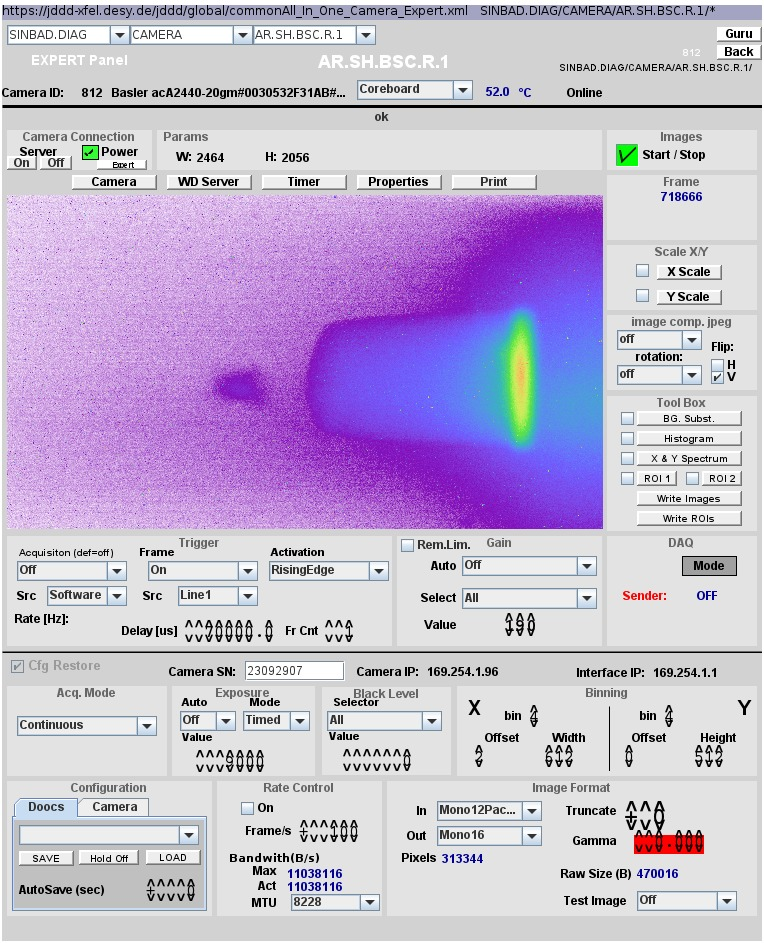 https://jddd-xfel.desy.de/jddd/global/commonAll_In_One_Camera_Expert.xml SINBAD.DIAG/CAMERA/AR.SH.BSC.R.1/*
SINBAD.DIAG CAMERA AR.SH.BSC.R.1 Guru
EXPERT Panel AR.SH.BSC.R.1 812 Back
SINBAD.DIAG/CAMERA/AR.SH.BSC.R.1/
Camera ID: 812 Basler acA2440-20gm#0030532F31AB#... Coreboard 52.0 °C Online
ok
Camera Connection Params Images
Server Power W: 2464 H: 2056 Start / Stop
On Off Expert
Camera WD Server Timer Properties Print Frame
718666
Scale X/Y
X Scale
Y Scale
image comp. jpeg
off Flip:
rotation: H
off V
Tool Box
BG. Subst.
Histogram
X & Y Spectrum
ROI 1 ROI 2
Write Images
Write ROIs
Trigger Rem.Lim. Gain DAQ
Acquisiton (def=off) Frame Activation
Off On RisingEdge Auto Off Mode
Src Software Src Line1 Select All Sender: OFF
Rate [Hz]: Delay [us] Fr Cnt Value 190
Cfg Restore Camera SN: 23092907 Camera IP: 169.254.1.96 Interface IP: 169.254.1.1
Acq. Mode Exposure Black Level Binning
Auto Mode Selector X bin 4 bin 4 Y
Continuous Off Timed All
Value Value Offset Width Offset Height
9000 0 2 612 0 512
Configuration Rate Control Image Format
Doocs Camera On In Mono12Pac... Truncate 0
Frame/s 100 Out Mono16 Gamma 0.000
SAVE Hold Off LOAD Bandwith(B/s) Pixels 313344
Max 11038116 Raw Size (B) 470016
AutoSave (sec) 0 Act 11038116
MTU 8228 Test Image Off